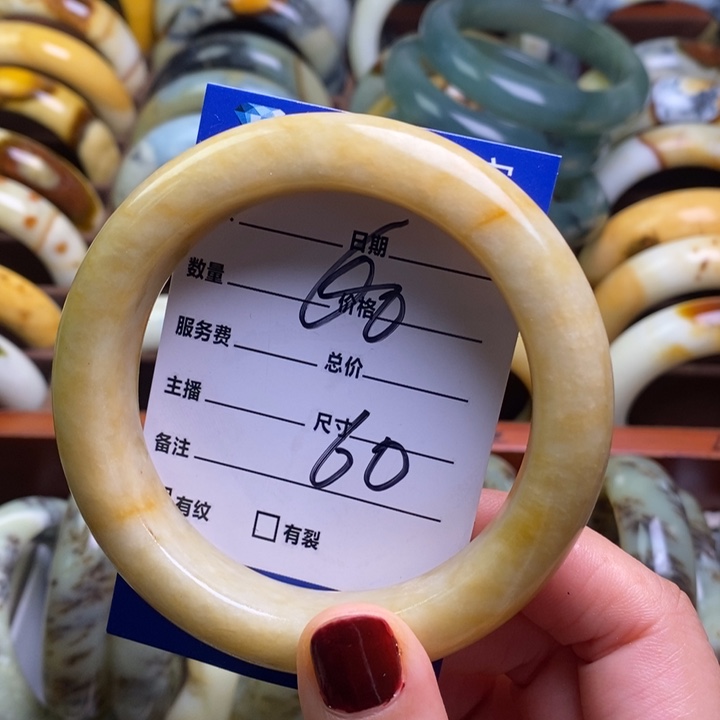 日期
数量 价格 60
服务费 总价
主播 尺寸 60
备注
有纹 □有裂